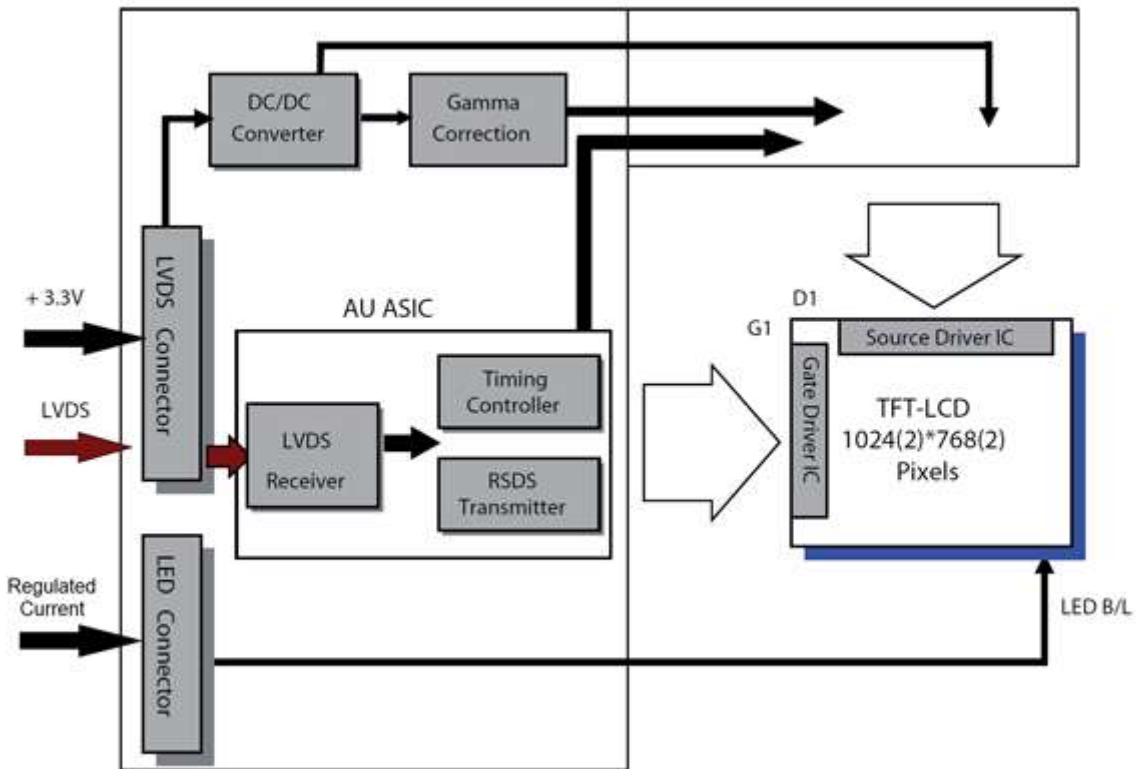 DC/DC
Converter
Gamma
Correction
LVDS Connector
+ 3.3V
AU ASIC
D1
G1
Source Driver IC
Gate Driver IC
Timing
Controller
TFT-LCD
1024(2)*768(2)
Pixels
LVDS
LVDS
Receiver
RSDS
Transmitter
LED Connector
Regulated
Current
LED B/L